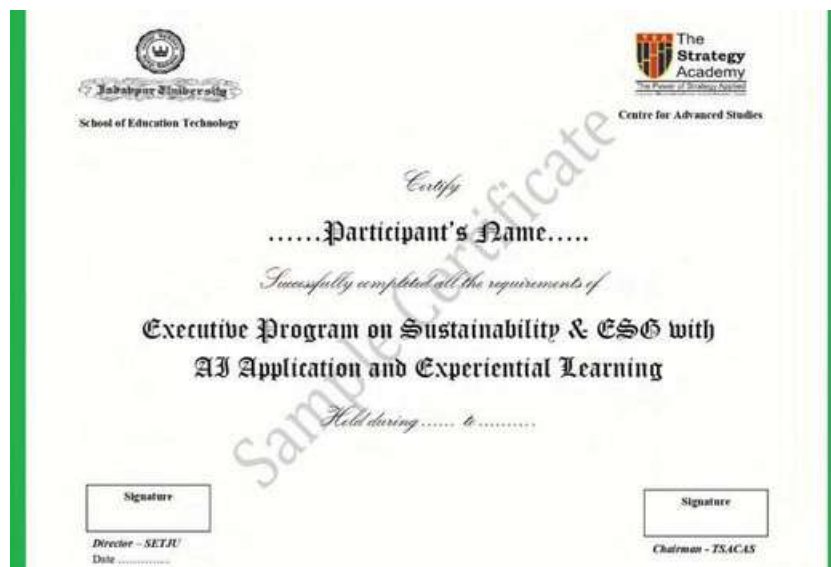 Jadabpur University
School of Education Technology
The
Strategy
Academy
The Power of Strategy Applied
Centre for Advanced Studies
Certify
......Participant's Name.....
Successfully completed all the requirements of
Executive Program on Sustainability & ESG with
AI Application and Experiential Learning
Held during ...... to ..........
Sample Certificate
Signature
Director – SETJU
Date ..............
Signature
Chairman - TSACAS